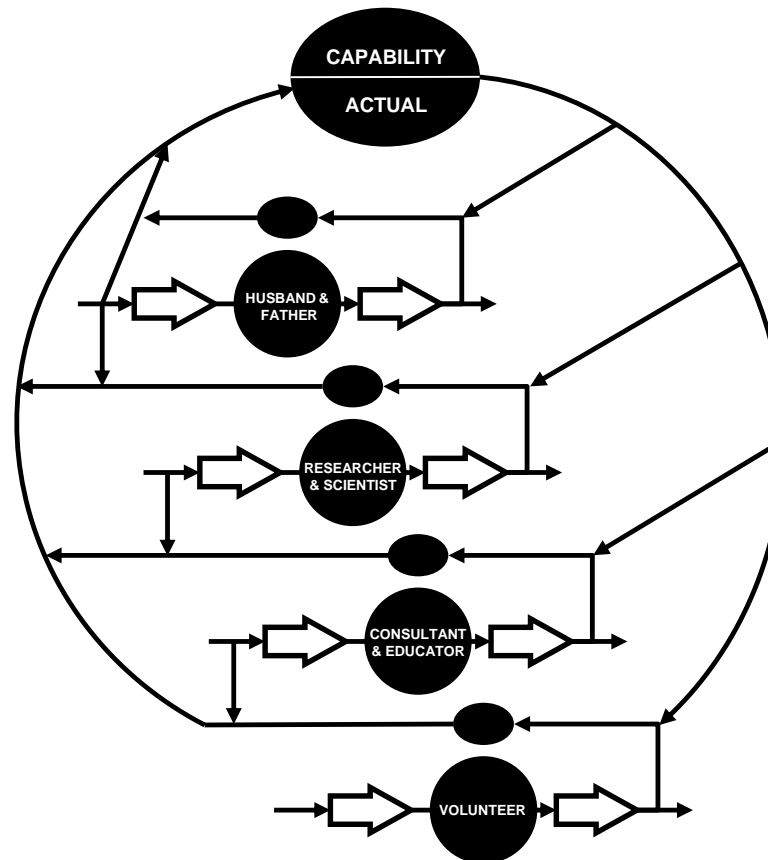 CAPABILITY
ACTUAL
HUSBAND &
FATHER
RESEARCHER
& SCIENTIST
CONSULTANT
& EDUCATOR
VOLUNTEER